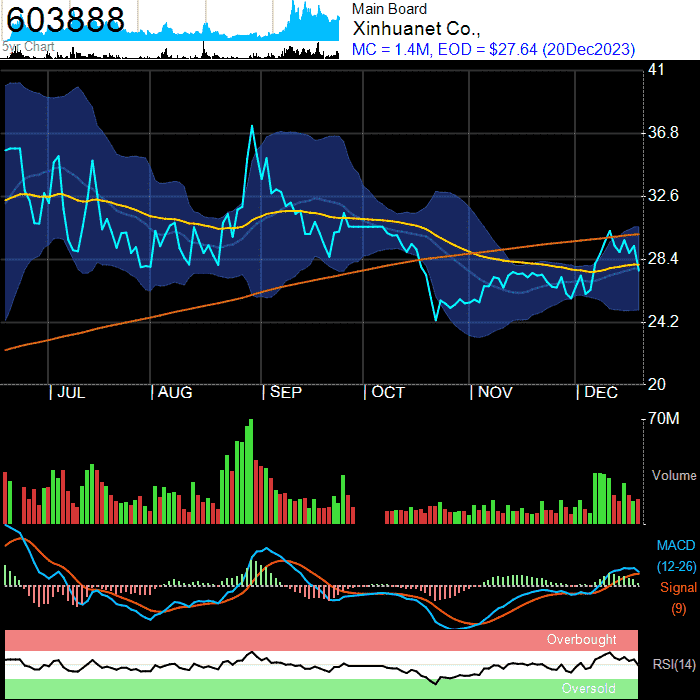 603888
5yr Chart
Main Board
Xinhuanet Co.,
MC = 1.4M, EOD = $27.64 (20Dec2023)
41
36.8
32.6
28.4
24.2
20
| JUL | AUG | SEP | OCT | NOV | DEC
70M
Volume
MACD
(12-26)
Signal
(9)
Overbought
RSI(14)
Oversold